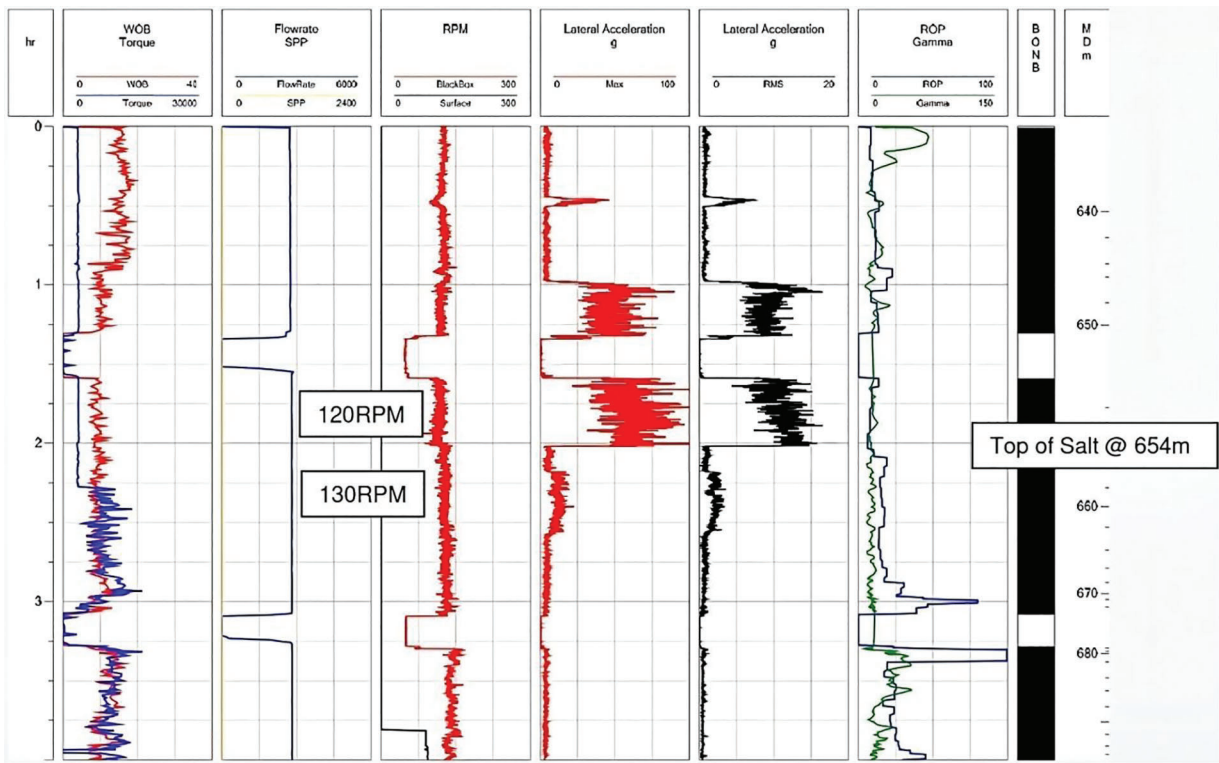 hr
WOB
Torque
0 WOB -40
0 Torque 30000
Flowrate
SPP
0 FlowRate 6000
0 SPP 2400
RPM
0 BlackBox 300
0 Surface 300
Lateral Acceleration
g
0 Max 100
Lateral Acceleration
g
0 RMS 20
ROP
Gamma
0 ROP 100
0 Gamma 150
B
O
N
B
M
D
m
0
640
1
650
120RPM
2
Top of Salt @ 654m
130RPM
660
670
3
680